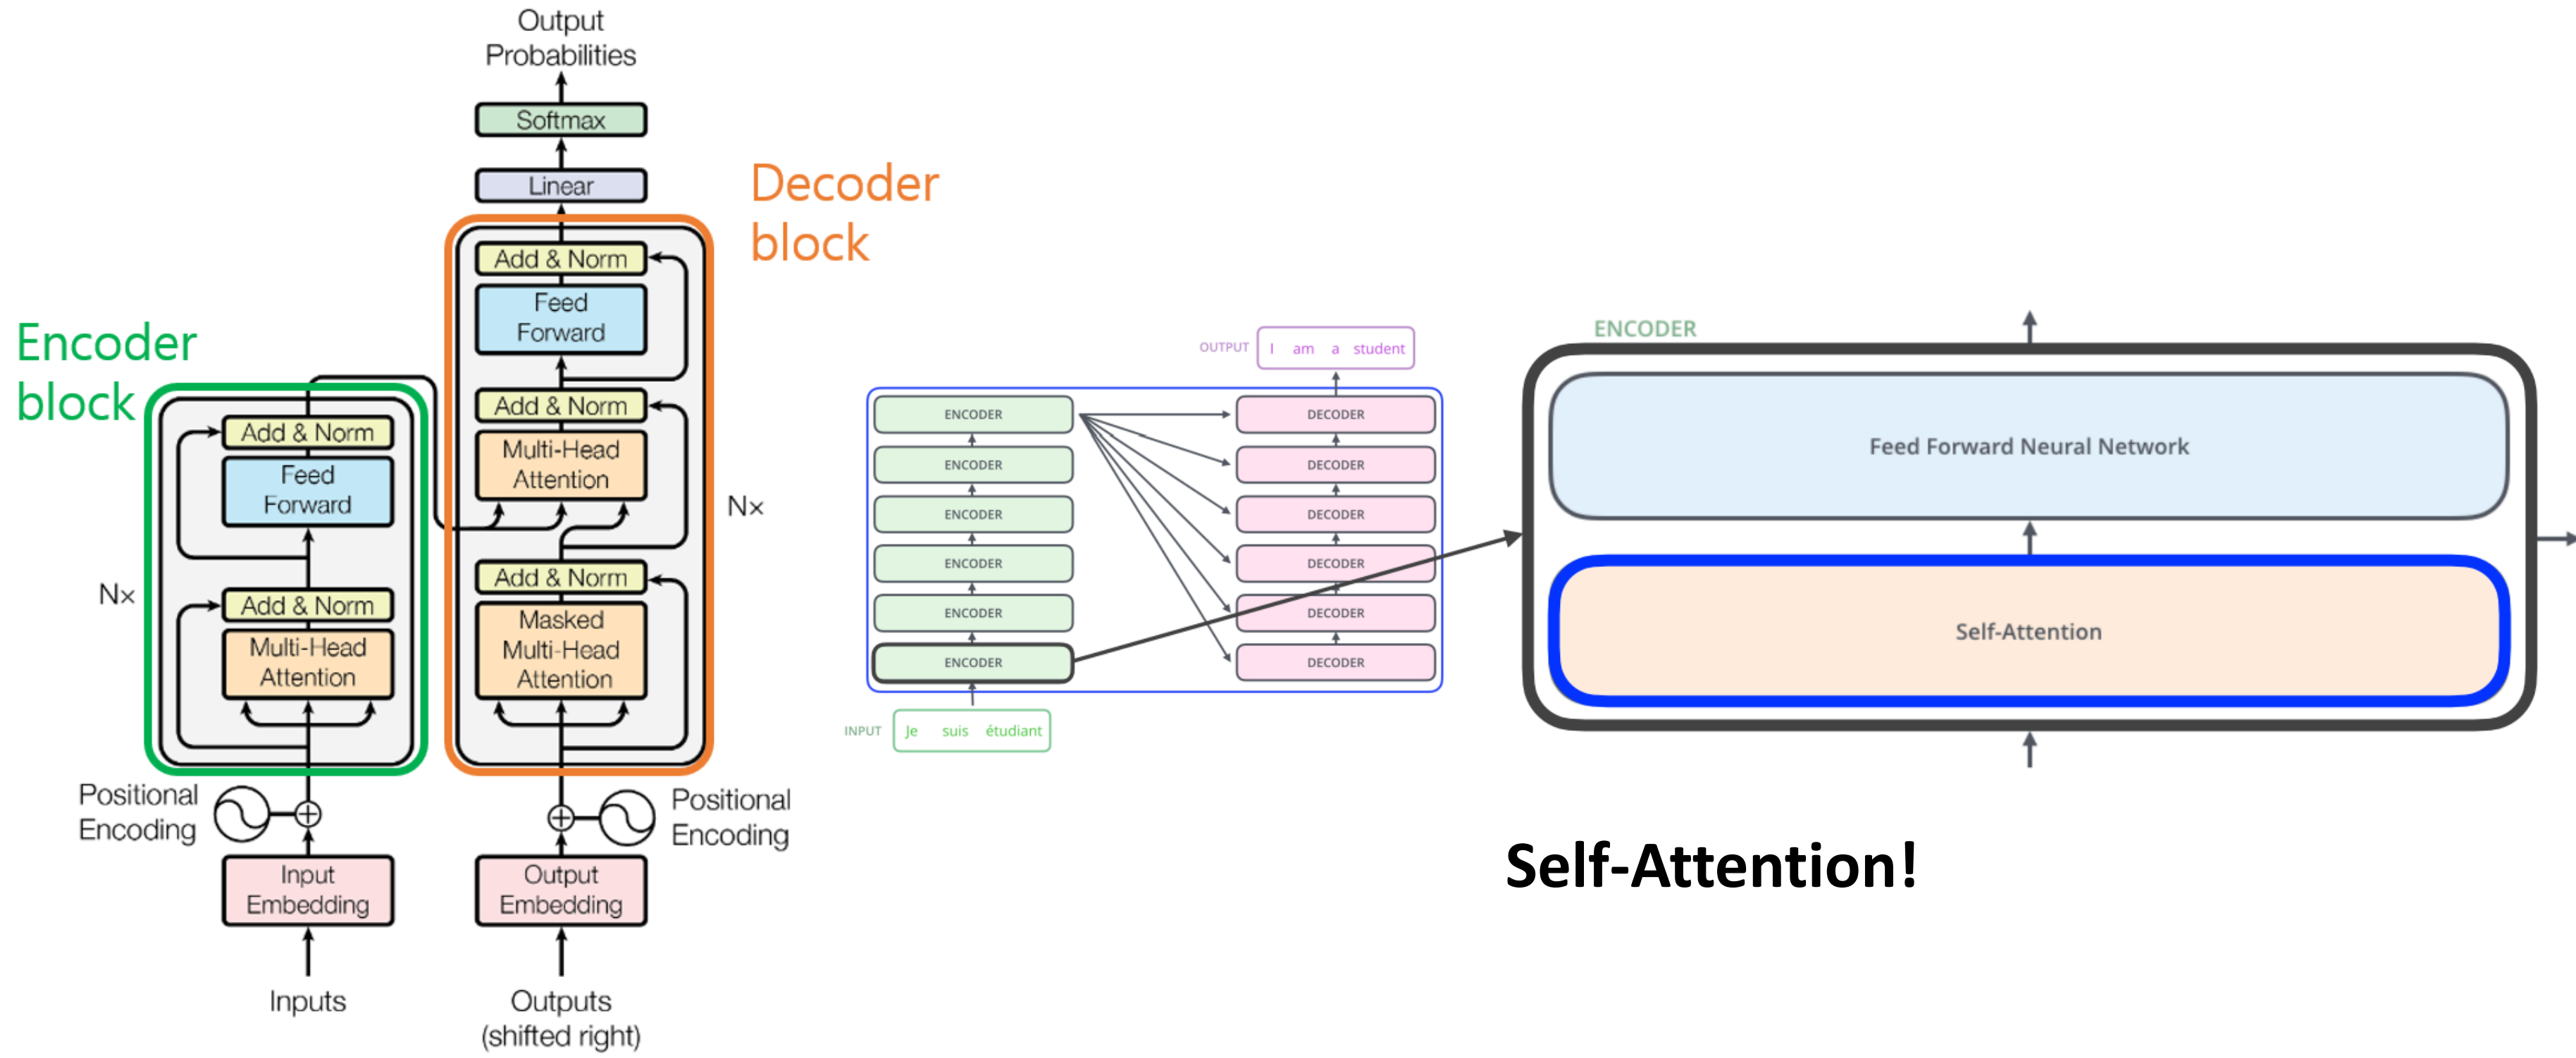 Output
Probabilities
Softmax
Linear
Decoder
block
Add & Norm
Feed
Forward
Add & Norm
Multi-Head
Attention
Nx
Add & Norm
Masked
Multi-Head
Attention
Encoder
block
Add & Norm
Feed
Forward
Nx
Add & Norm
Multi-Head
Attention
Positional
Encoding
Positional
Encoding
Input
Embedding
Output
Embedding
Inputs
Outputs
(shifted right)
OUTPUT I am a student
ENCODER DECODER
ENCODER DECODER
ENCODER DECODER
ENCODER DECODER
ENCODER DECODER
ENCODER DECODER
INPUT Je suis étudiant
ENCODER
Feed Forward Neural Network
Self-Attention
Self-Attention!